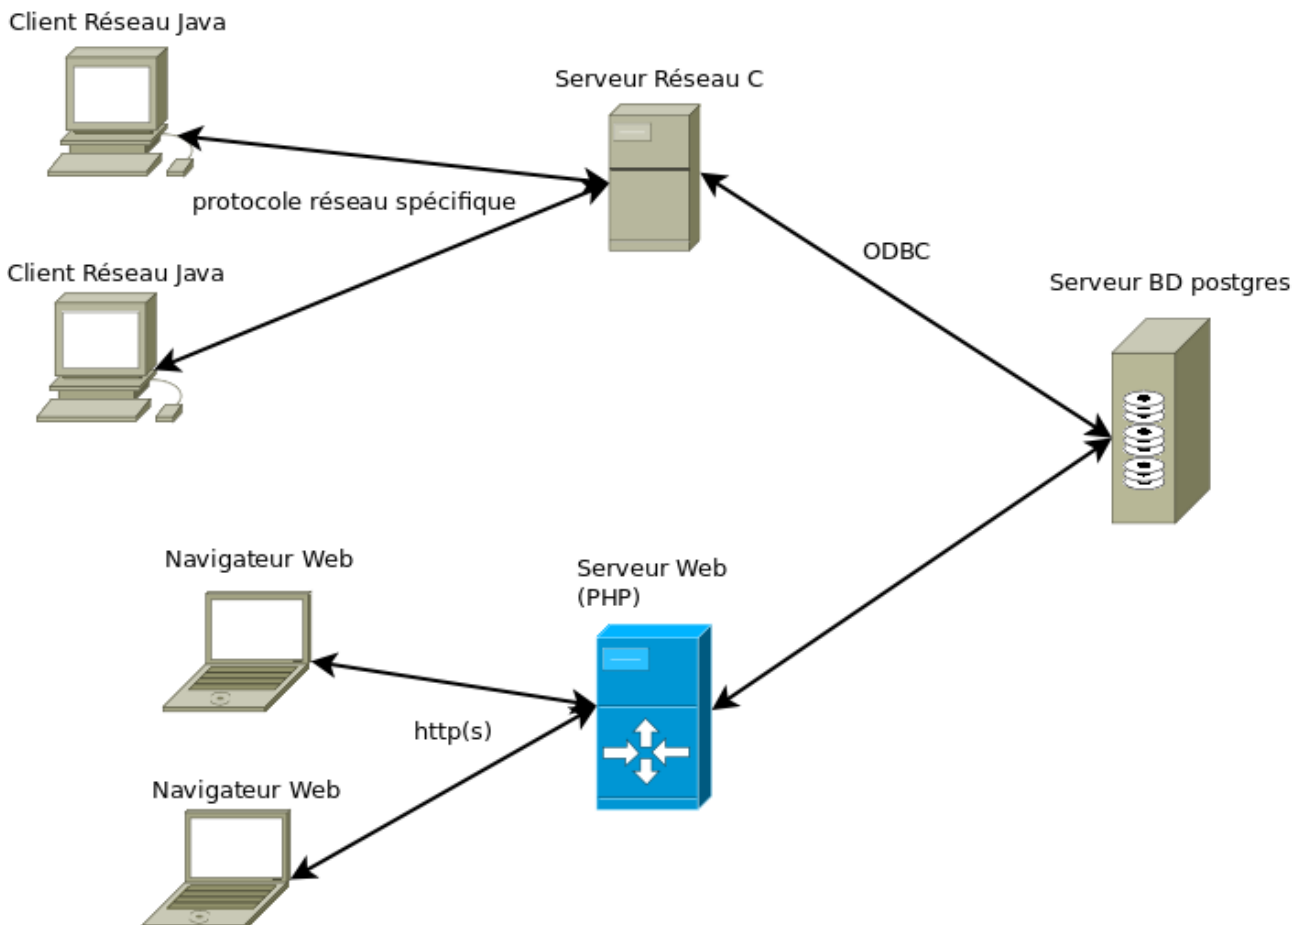 Client Réseau Java
Serveur Réseau C
protocole réseau spécifique
ODBC
Client Réseau Java
Serveur BD postgres
Navigateur Web
Serveur Web
(PHP)
http(s)
Navigateur Web